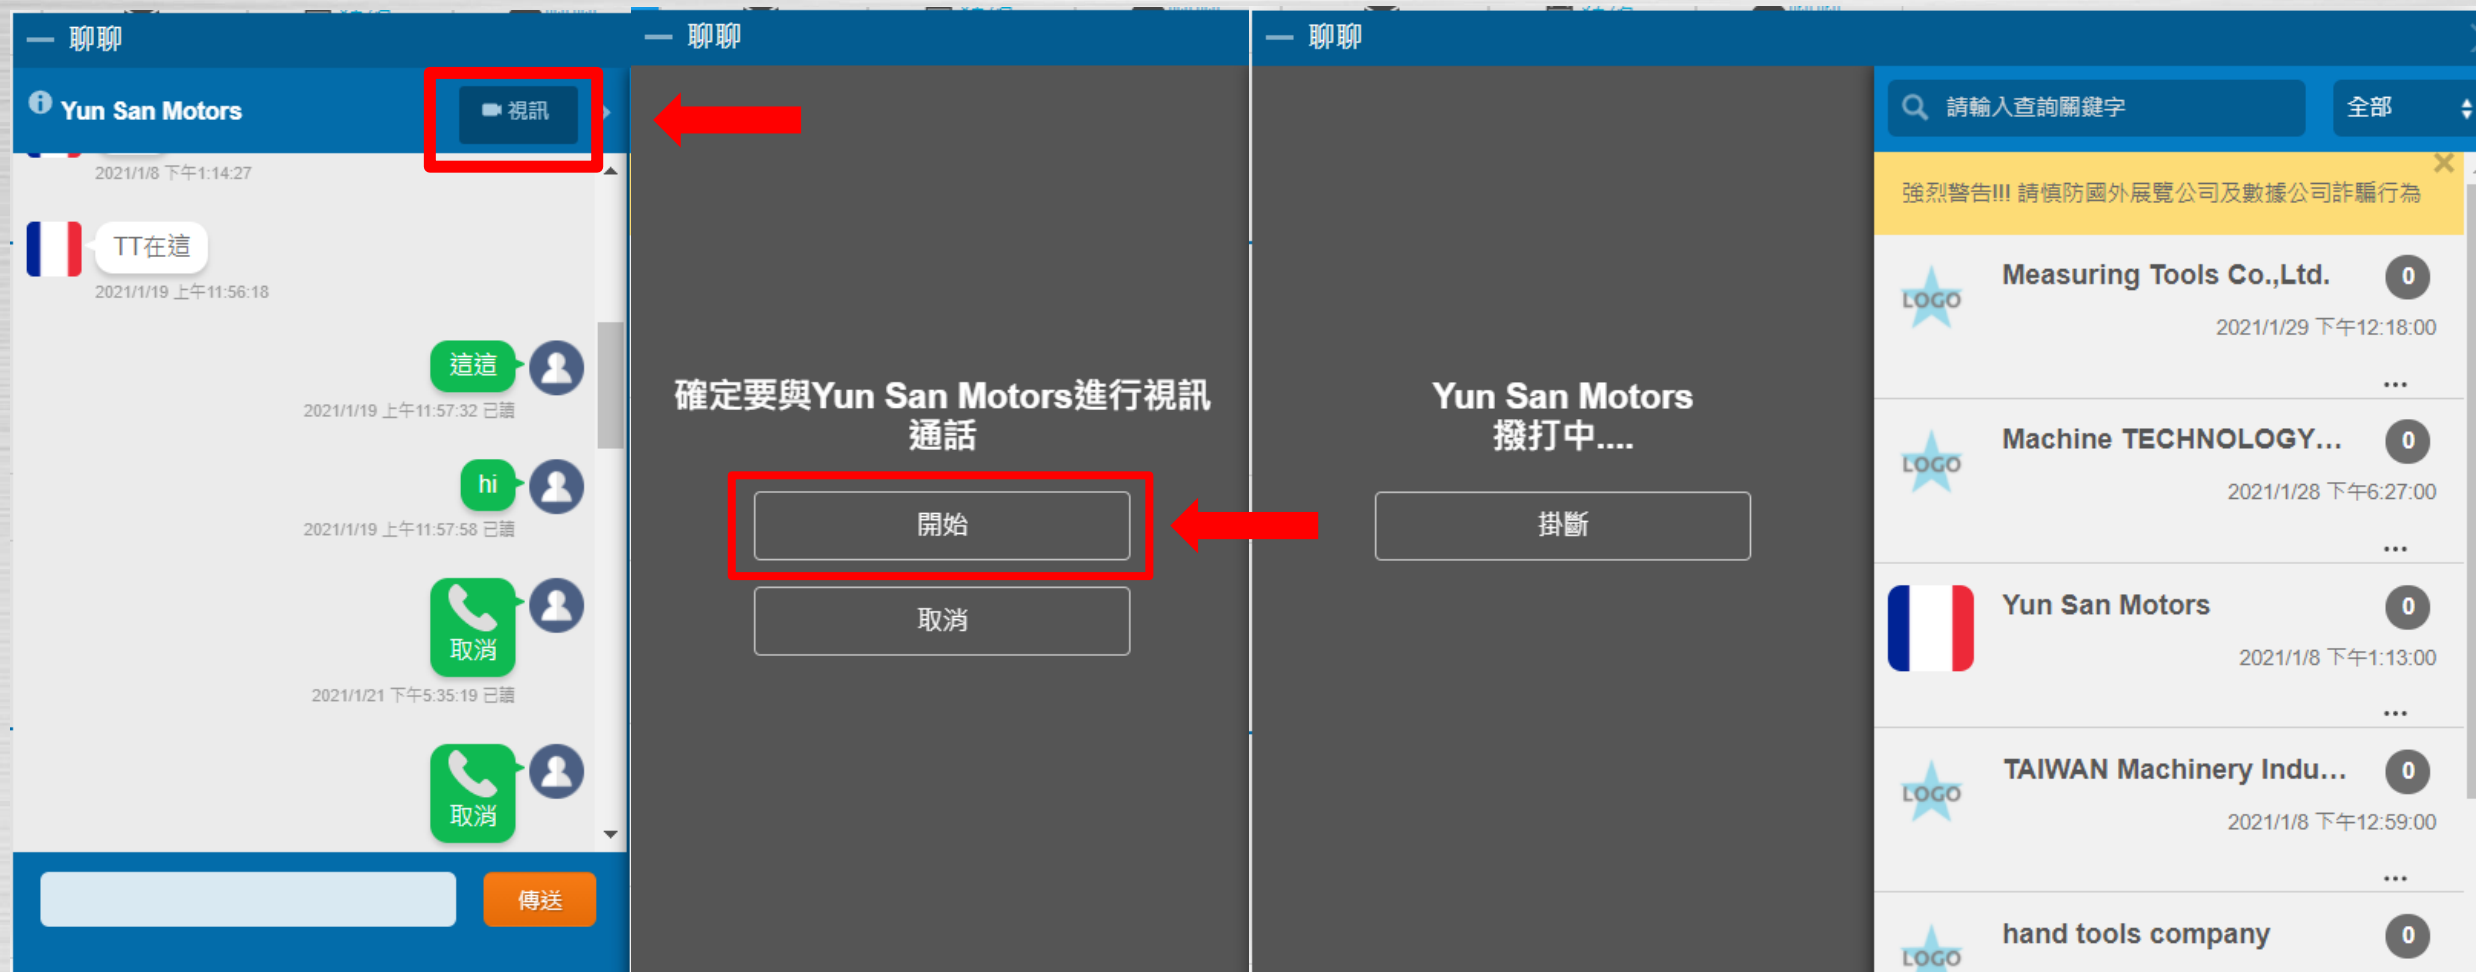 聊聊
Yun San Motors
視訊
2021/1/8 下午1:14:27
TT在這
2021/1/19 上午11:56:18
這這
2021/1/19 上午11:57:32 已讀
hi
2021/1/19 上午11:57:58 已讀
取消
2021/1/21 下午5:35:19 已讀
取消
傳送
聊聊
確定要與Yun San Motors進行視訊
通話
開始
取消
聊聊
Yun San Motors
撥打中....
掛斷
請輸入查詢關鍵字
全部
強烈警告!!! 請慎防國外展覽公司及數據公司詐騙行為
LOGO
Measuring Tools Co.,Ltd.
0
2021/1/29 下午12:18:00
...
LOGO
Machine TECHNOLOGY...
0
2021/1/28 下午6:27:00
...
Yun San Motors
0
2021/1/8 下午1:13:00
...
LOGO
TAIWAN Machinery Indu...
0
2021/1/8 下午12:59:00
...
LOGO
hand tools company
0